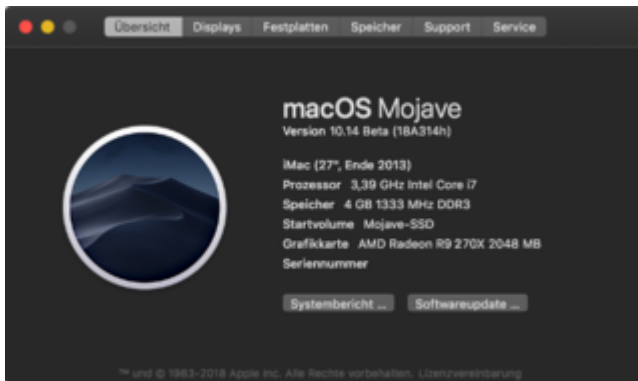 Übersicht Displays Festplatten Speicher Support Service
macOS Mojave
Version 10.14 Beta (18A314h)
iMac (27", Ende 2013)
Prozessor 3,39 GHz Intel Core i7
Speicher 4 GB 1333 MHz DDR3
Startvolume Mojave-SSD
Grafikkarte AMD Radeon R9 270X 2048 MB
Seriennummer
Systembericht ... Softwareupdate ...
™ und © 1983-2018 Apple Inc. Alle Rechte vorbehalten. Lizenzvereinbarung